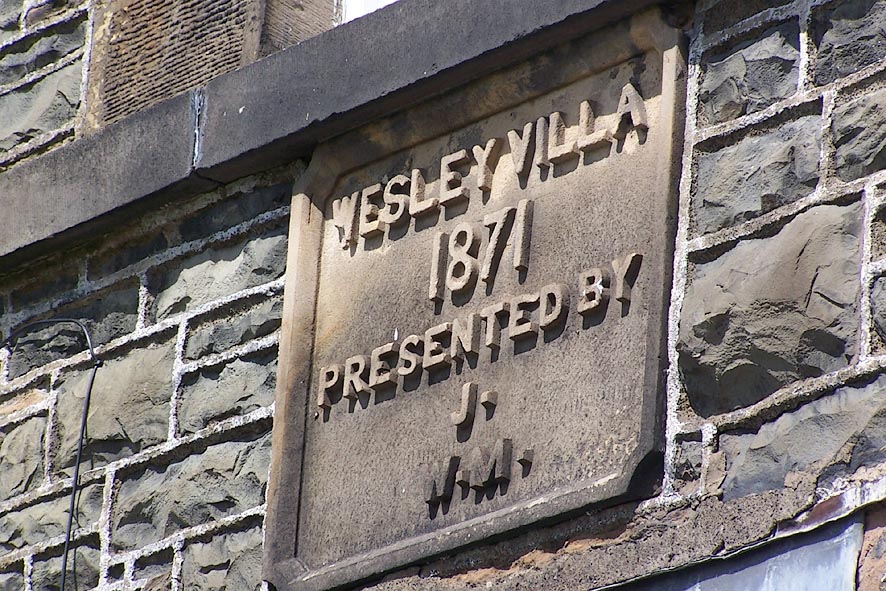 WESLEY VILLA
1871
PRESENTED BY
J.
W.M.